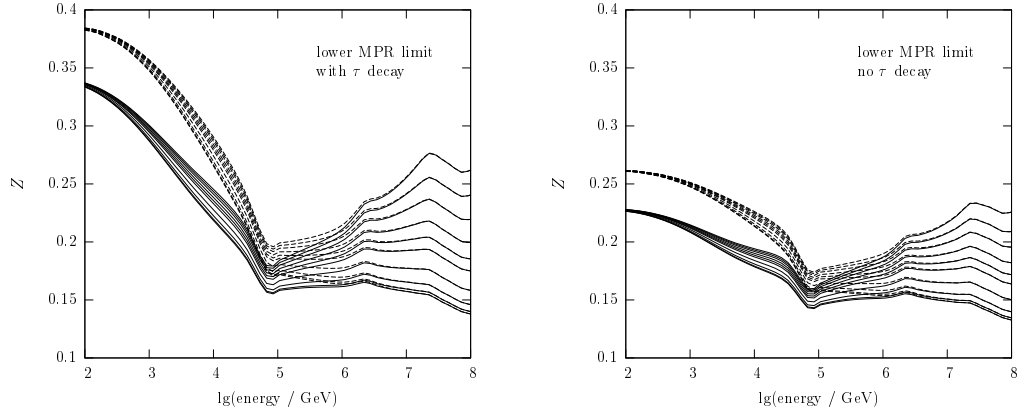 0.4
0.35
0.3
0.25
0.2
0.15
0.1
Z
lower MPR limit
with τ decay
2 3 4 5 6 7 8
lg(energy / GeV)
0.4
0.35
0.3
0.25
0.2
0.15
0.1
Z
lower MPR limit
no τ decay
2 3 4 5 6 7 8
lg(energy / GeV)